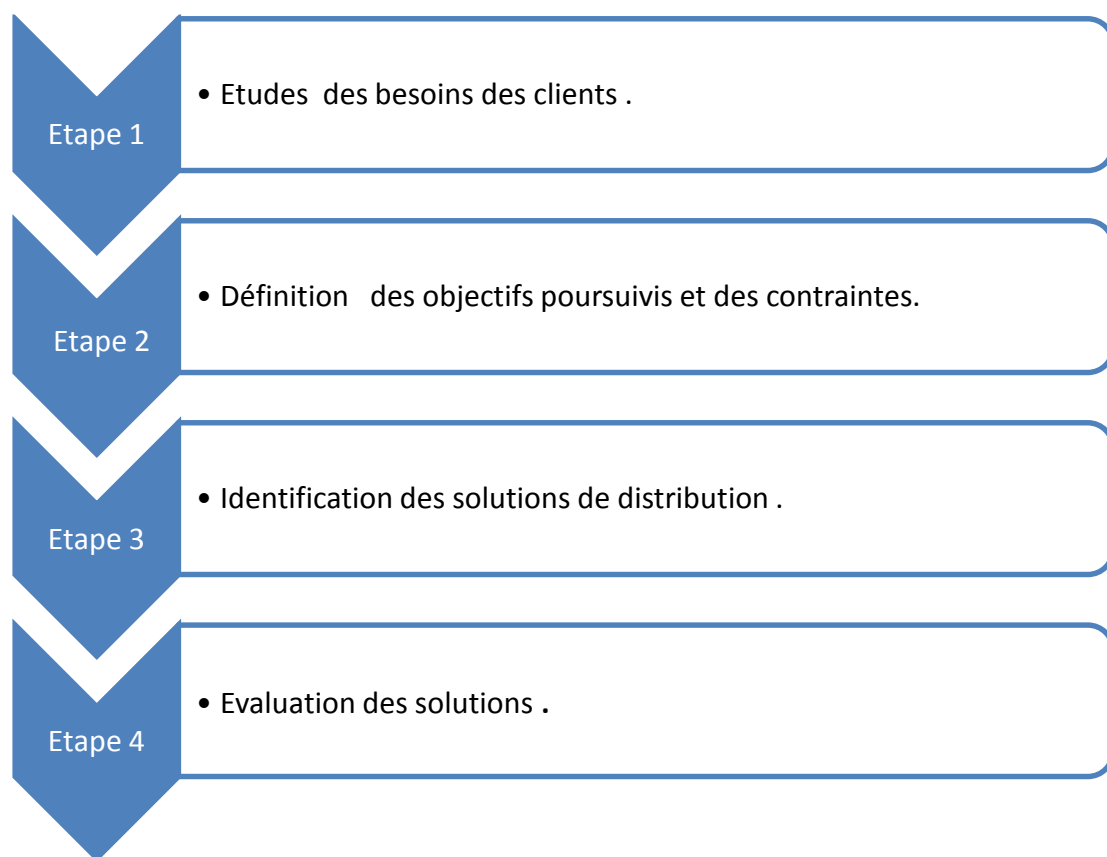 Etape 1
• Etudes des besoins des clients .
Etape 2
• Définition des objectifs poursuivis et des contraintes.
Etape 3
• Identification des solutions de distribution .
Etape 4
• Evaluation des solutions .